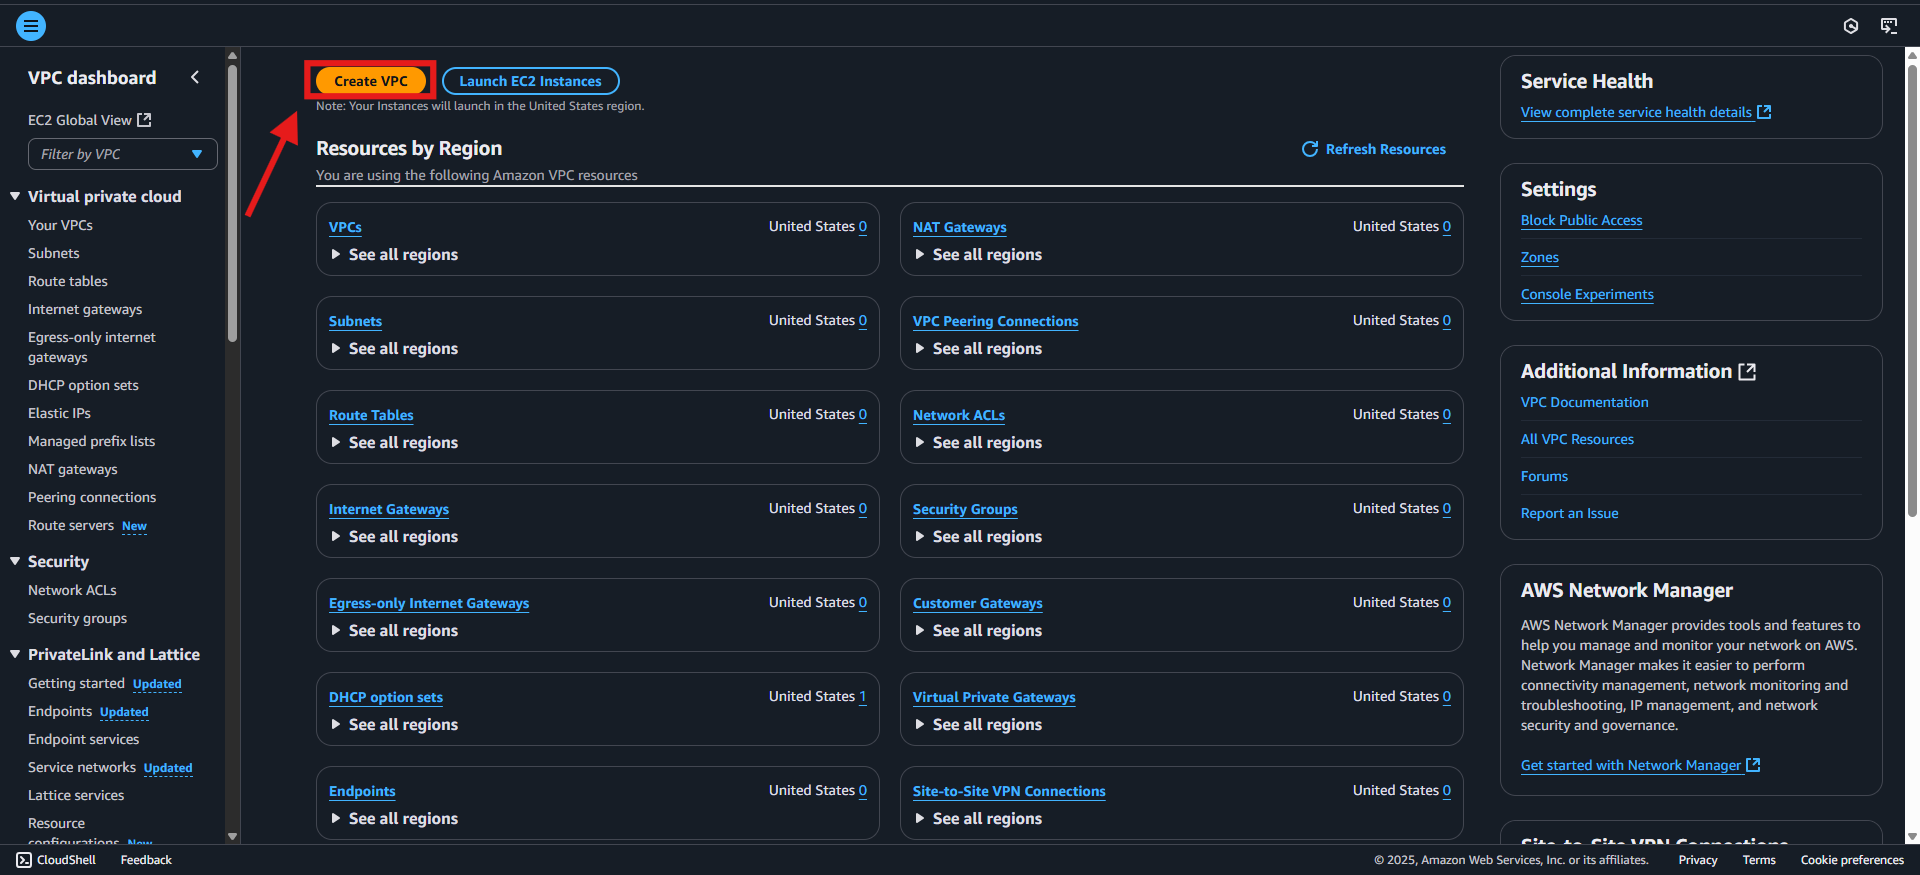 VPC dashboard
EC2 Global View
Filter by VPC
Virtual private cloud
Your VPCs
Subnets
Route tables
Internet gateways
Egress-only internet
gateways
DHCP option sets
Elastic IPs
Managed prefix lists
NAT gateways
Peering connections
Route servers New
Security
Network ACLs
Security groups
PrivateLink and Lattice
Getting started Updated
Endpoints Updated
Endpoint services
Service networks Updated
Lattice services
Resource
configurations New
Create VPC
Launch EC2 Instances
Note: Your Instances will launch in the United States region.
Resources by Region
Refresh Resources
You are using the following Amazon VPC resources
VPCs United States 0
See all regions
NAT Gateways United States 0
See all regions
Subnets United States 0
See all regions
VPC Peering Connections United States 0
See all regions
Route Tables United States 0
See all regions
Network ACLs United States 0
See all regions
Internet Gateways United States 0
See all regions
Security Groups United States 0
See all regions
Egress-only Internet Gateways United States 0
See all regions
Customer Gateways United States 0
See all regions
DHCP option sets United States 1
See all regions
Virtual Private Gateways United States 0
See all regions
Endpoints United States 0
See all regions
Site-to-Site VPN Connections United States 0
See all regions
Service Health
View complete service health details
Settings
Block Public Access
Zones
Console Experiments
Additional Information
VPC Documentation
All VPC Resources
Forums
Report an Issue
AWS Network Manager
AWS Network Manager provides tools and features to
help you manage and monitor your network on AWS.
Network Manager makes it easier to perform
connectivity management, network monitoring and
troubleshooting, IP management, and network
security and governance.
Get started with Network Manager
Site-to-Site VPN Connections
CloudShell
Feedback
© 2025, Amazon Web Services, Inc. or its affiliates.
Privacy
Terms
Cookie preferences